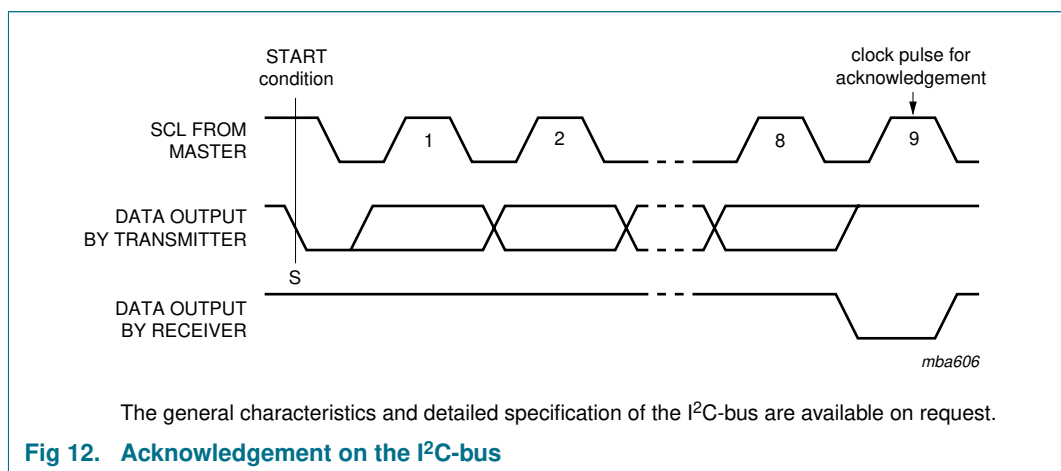 START
condition
clock pulse for
acknowledgement
SCL FROM
MASTER
1
2
8
9
DATA OUTPUT
BY TRANSMITTER
S
DATA OUTPUT
BY RECEIVER
mba606
The general characteristics and detailed specification of the I²C-bus are available on request.
Fig 12. Acknowledgement on the I²C-bus